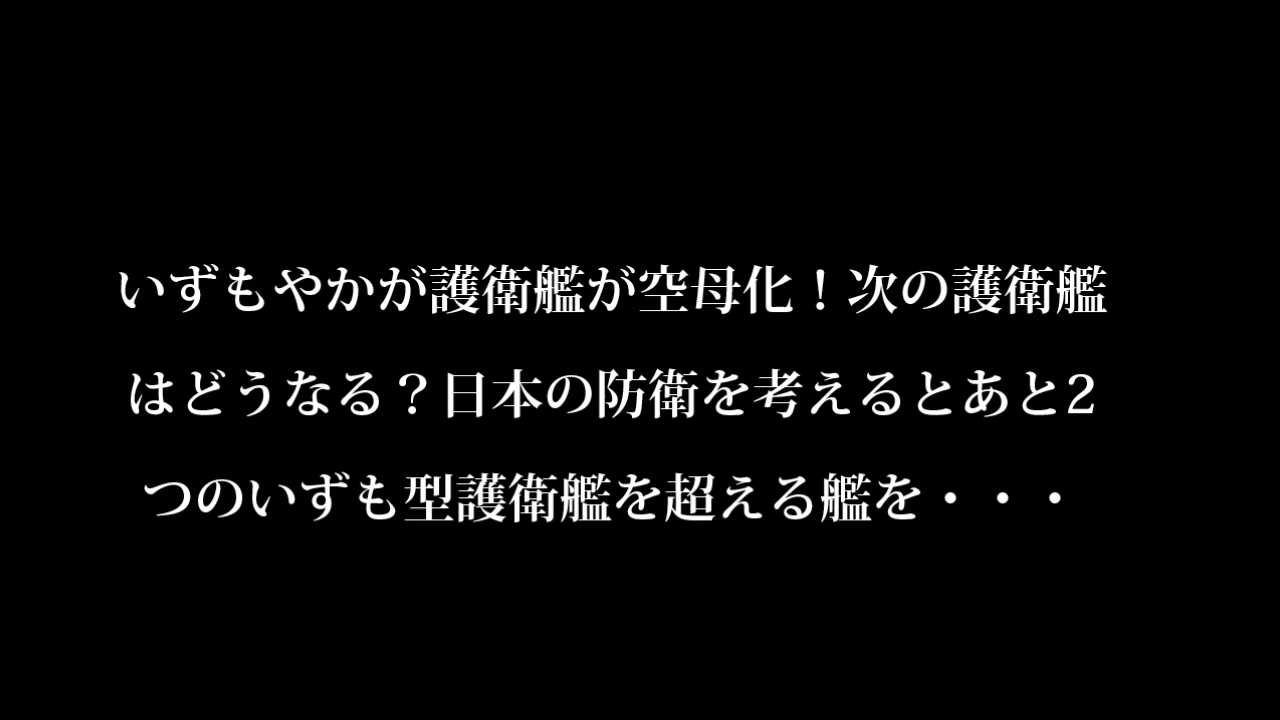 いずもやかが護衛艦が空母化！次の護衛艦
はどうなる？日本の防衛を考えるとあと2
つのいずも型護衛艦を超える艦を・・・